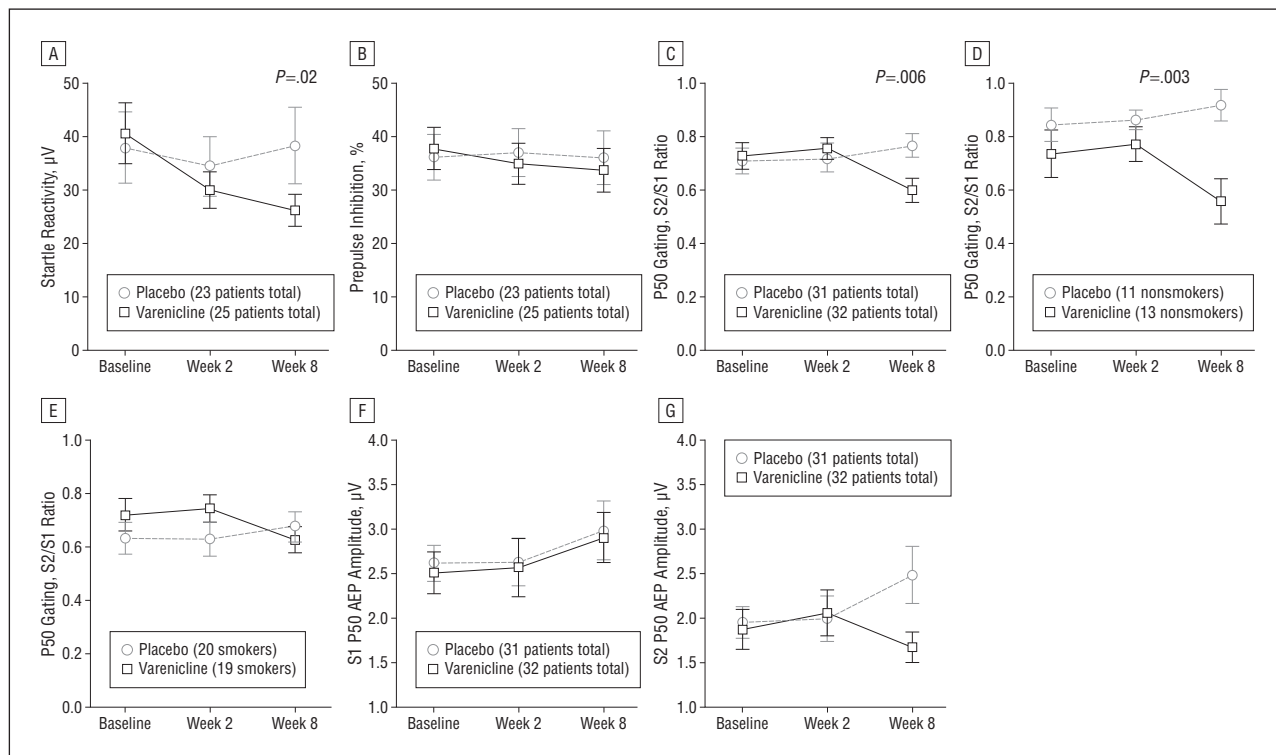 A
P=.02
50
40
30
20
10
0
Startle Reactivity, µV
Placebo (23 patients total)
Varenicline (25 patients total)
Baseline Week 2 Week 8
B
50
40
30
20
10
0
Prepulse Inhibition, %
Placebo (23 patients total)
Varenicline (25 patients total)
Baseline Week 2 Week 8
C
P=.006
1.0
0.8
0.6
0.4
0.2
0.0
P50 Gating, S2/S1 Ratio
Placebo (31 patients total)
Varenicline (32 patients total)
Baseline Week 2 Week 8
D
P=.003
1.0
0.8
0.6
0.4
0.2
0.0
P50 Gating, S2/S1 Ratio
Placebo (11 nonsmokers)
Varenicline (13 nonsmokers)
Baseline Week 2 Week 8
E
1.0
0.8
0.6
0.4
0.2
0.0
P50 Gating, S2/S1 Ratio
Placebo (20 smokers)
Varenicline (19 smokers)
Baseline Week 2 Week 8
F
4.0
3.5
3.0
2.5
2.0
1.5
1.0
S1 P50 AEP Amplitude, µV
Placebo (31 patients total)
Varenicline (32 patients total)
Baseline Week 2 Week 8
G
4.0
3.5
3.0
2.5
2.0
1.5
1.0
S2 P50 AEP Amplitude, µV
Placebo (31 patients total)
Varenicline (32 patients total)
Baseline Week 2 Week 8